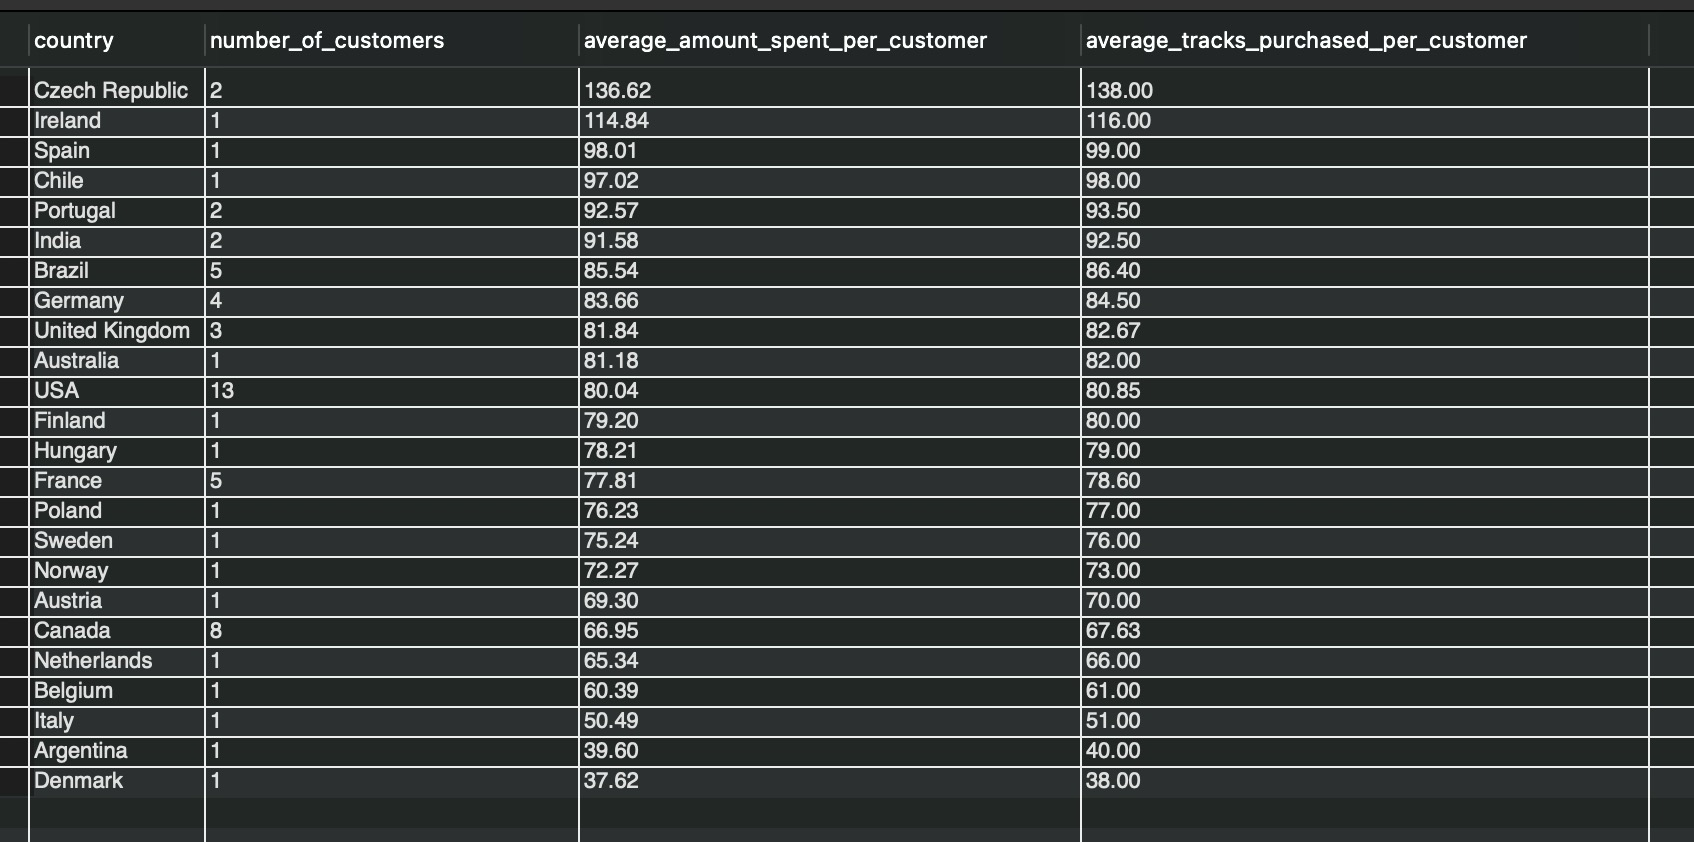 country number_of_customers average_amount_spent_per_customer average_tracks_purchased_per_customer
Czech Republic 2 136.62 138.00
Ireland 1 114.84 116.00
Spain 1 98.01 99.00
Chile 1 97.02 98.00
Portugal 2 92.57 93.50
India 2 91.58 92.50
Brazil 5 85.54 86.40
Germany 4 83.66 84.50
United Kingdom 3 81.84 82.67
Australia 1 81.18 82.00
USA 13 80.04 80.85
Finland 1 79.20 80.00
Hungary 1 78.21 79.00
France 5 77.81 78.60
Poland 1 76.23 77.00
Sweden 1 75.24 76.00
Norway 1 72.27 73.00
Austria 1 69.30 70.00
Canada 8 66.95 67.63
Netherlands 1 65.34 66.00
Belgium 1 60.39 61.00
Italy 1 50.49 51.00
Argentina 1 39.60 40.00
Denmark 1 37.62 38.00